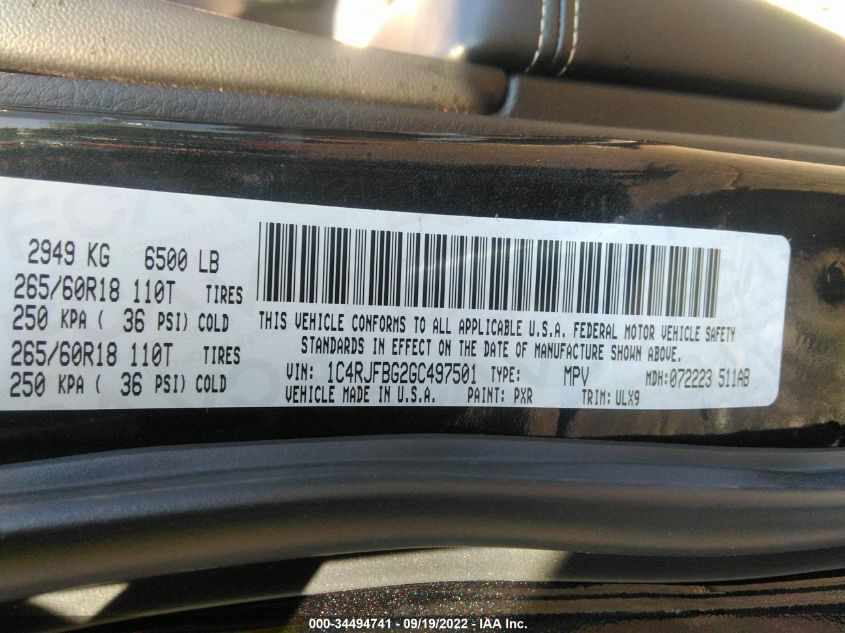 2949 KG 6500 LB
265/60R18 110T TIRES
250 KPA ( 36 PSI) COLD
265/60R18 110T TIRES
250 KPA ( 36 PSI) COLD
THIS VEHICLE CONFORMS TO ALL APPLICABLE U.S.A. FEDERAL MOTOR VEHICLE SAFETY
STANDARDS IN EFFECT ON THE DATE OF MANUFACTURE SHOWN ABOVE.
VIN: 1C4RJFBG2GC497501 TYPE: MPV MDH:072223 511AB
VEHICLE MADE IN U.S.A. PAINT: PXR TRIM: ULX9
000-34494741 - 09/19/2022 - IAA Inc.